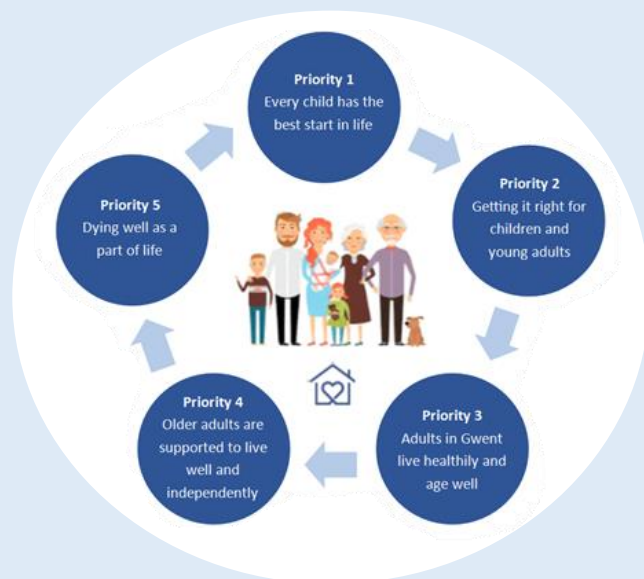 Priority 1
Every child has the
best start in life
Priority 2
Getting it right for
children and
young adults
Priority 3
Adults in Gwent
live healthily and
age well
Priority 4
Older adults are
supported to live
well and
independently
Priority 5
Dying well as a
part of life